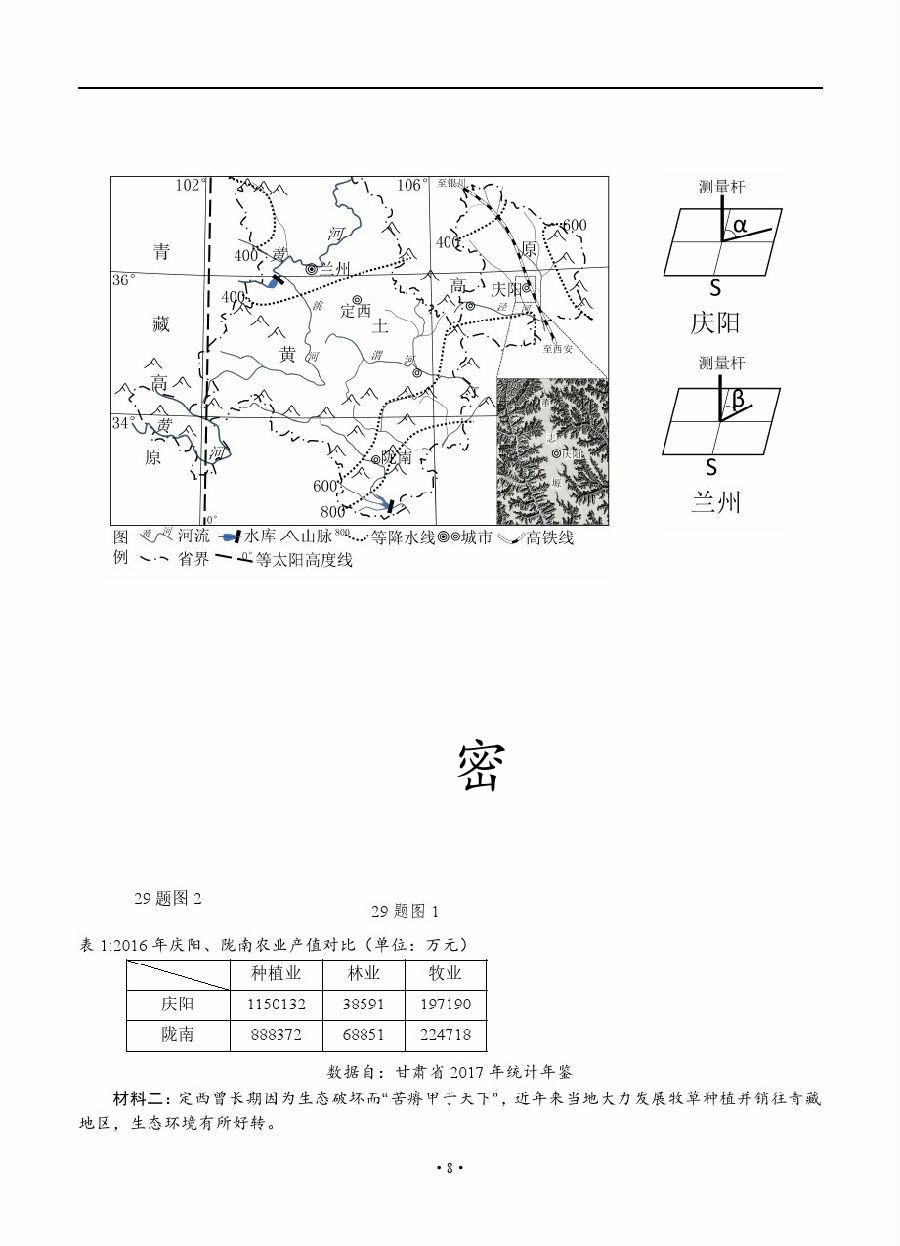 102° 106° 至银川
测量杆
600
α
青 400 黄 河 400 原
36° 兰州
400 洮 定西 高 庆阳 S
泾 河
藏 土 庆阳
黄 河 渭 河 至西安
测量杆
高
β
34° 黄
董
志
原 河 陇南 庆阳 S
600 塬
兰州
800
0°
图 黄 河 河流 水库 山脉 800 等降水线 城市 高铁线
例 省界 0° 等太阳高度线
密
29 题图 2
29 题图 1
表 1:2016 年庆阳、陇南农业产值对比（单位：万元）
种植业 林业 牧业
庆阳 1150132 38591 197190
陇南 888372 68851 224718
数据自：甘肃省 2017 年统计年鉴
材料二：定西曾长期因为生态破坏而“苦瘠甲于天下”，近年来当地大力发展牧草种植并销往青藏
地区，生态环境有所好转。
·8·